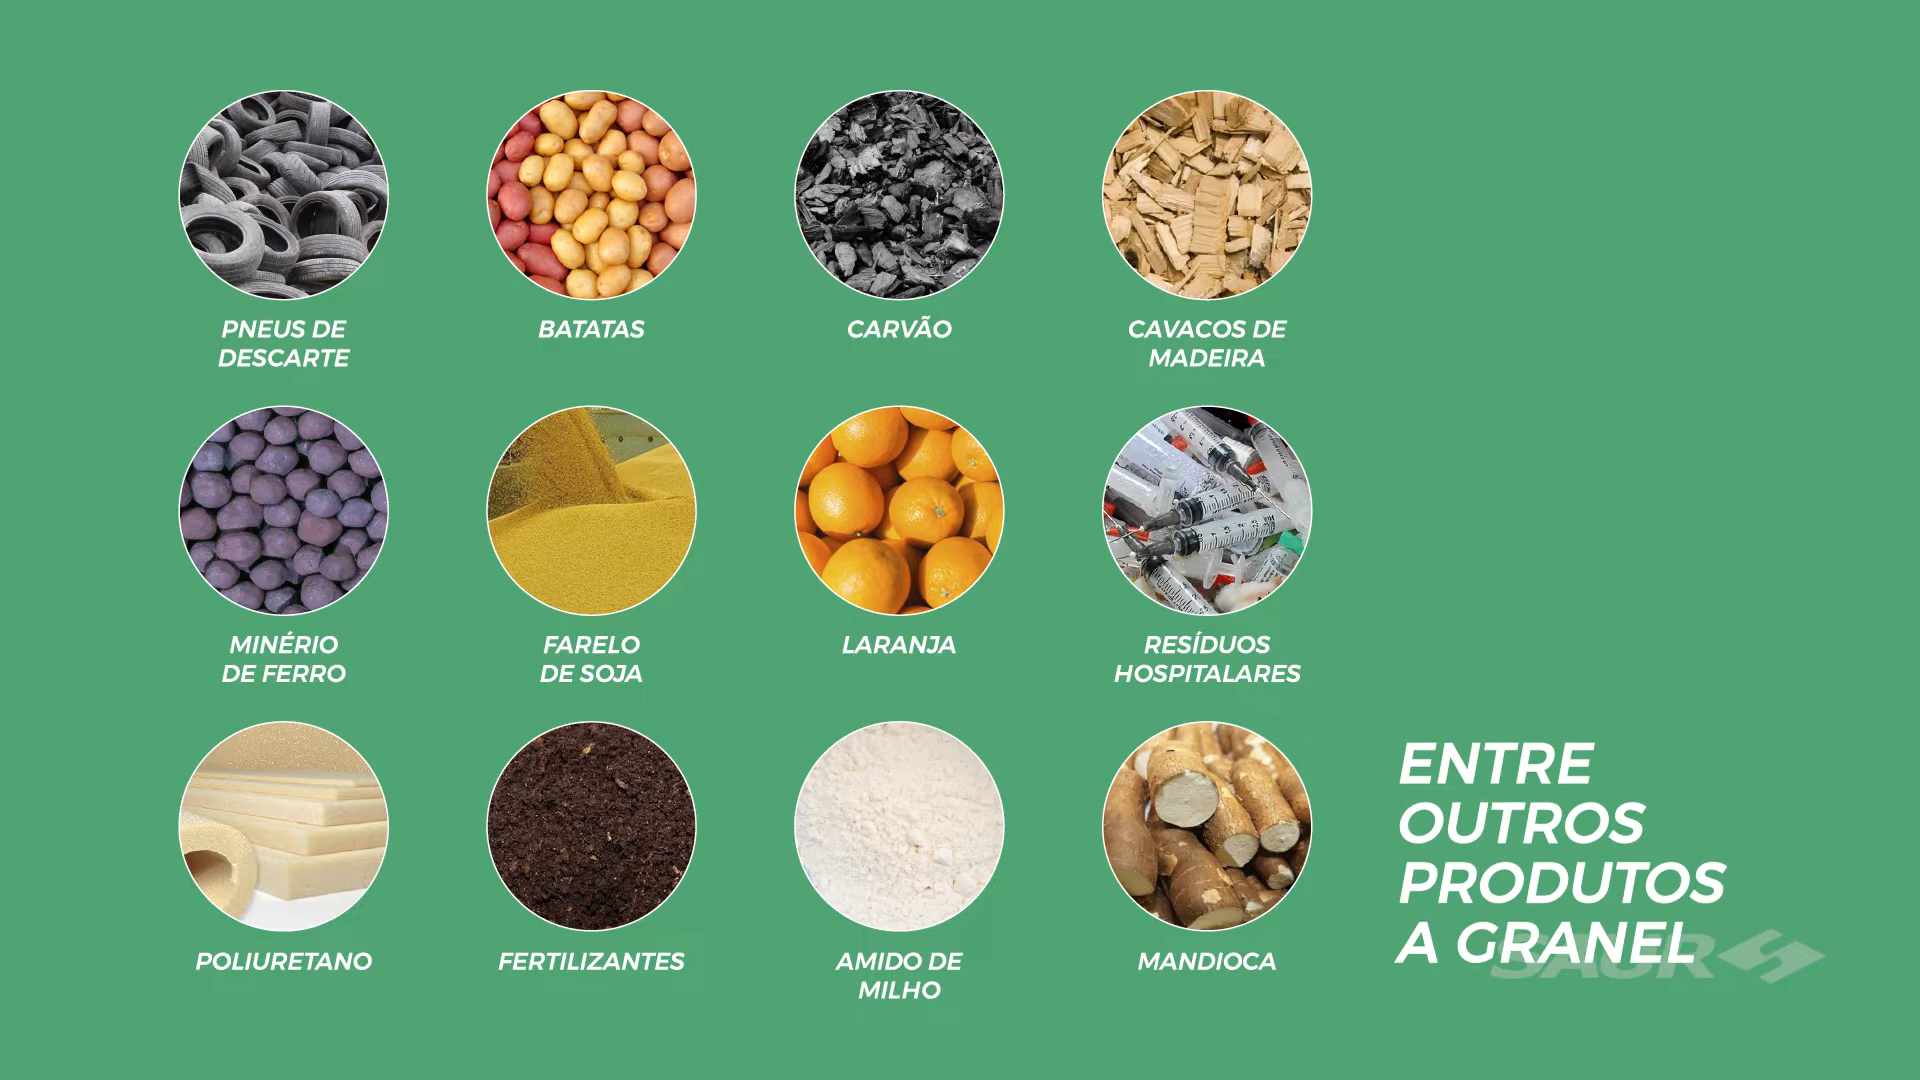 PNEUS DE
DESCARTE
BATATAS
CARVÃO
CAVACOS DE
MADEIRA
MINÉRIO
DE FERRO
FARELO
DE SOJA
LARANJA
RESÍDUOS
HOSPITALARES
POLIURETANO
FERTILIZANTES
AMIDO DE
MILHO
MANDIOCA
ENTRE
OUTROS
PRODUTOS
A GRANEL
SAUR